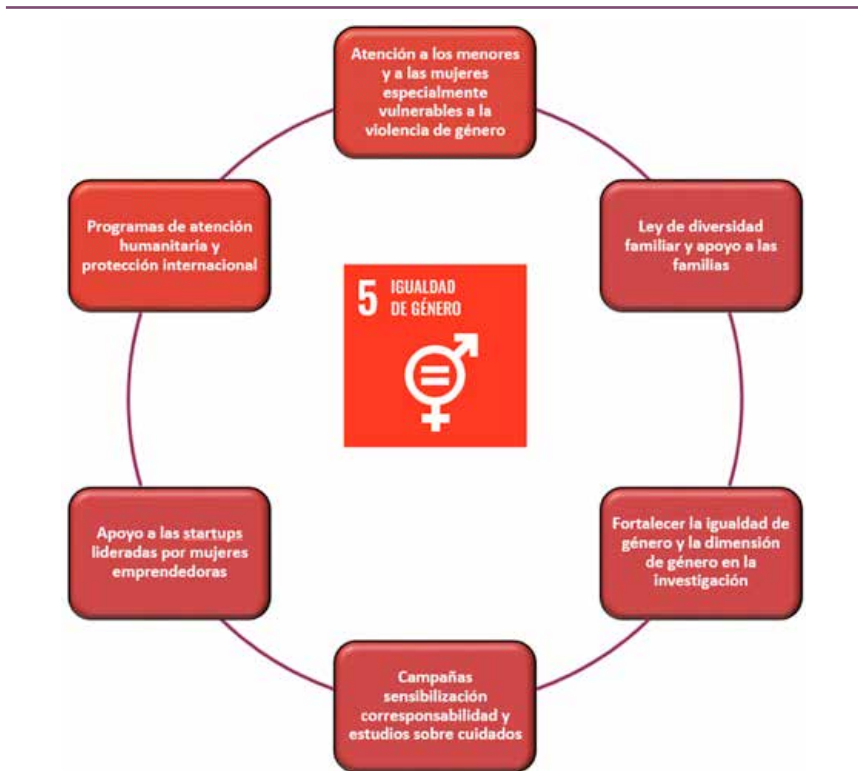 Atención a los menores
y a las mujeres
especialmente
vulnerables a la
violencia de género
Programas de atención
humanitaria y
protección internacional
Ley de diversidad
familiar y apoyo a las
familias
5 IGUALDAD
DE GÉNERO
Apoyo a las startups
lideradas por mujeres
emprendedoras
Fortalecer la igualdad de
género y la dimensión
de género en la
investigación
Campañas
sensibilización
corresponsabilidad y
estudios sobre cuidados